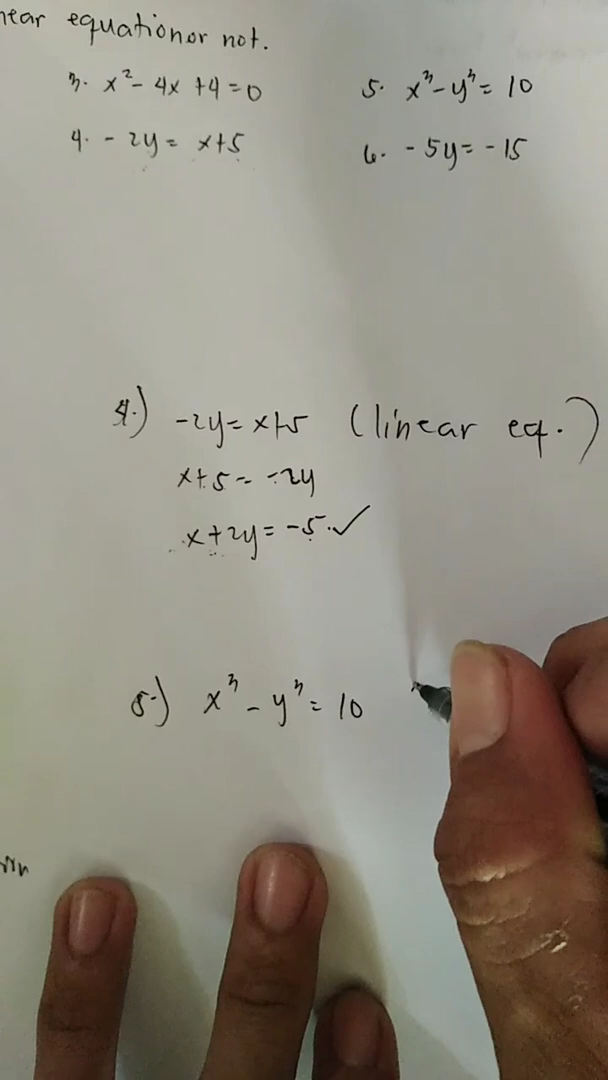 equation or not.
3. x² - 4x + 4 = 0
4. - 2y = x + 5
5. x³ - y³ = 10
6. - 5y = - 15
4.) -2y = x + 5 (linear eq.)
x + 5 = -2y
x + 2y = -5. ✓
5.) x³ - y³ = 10